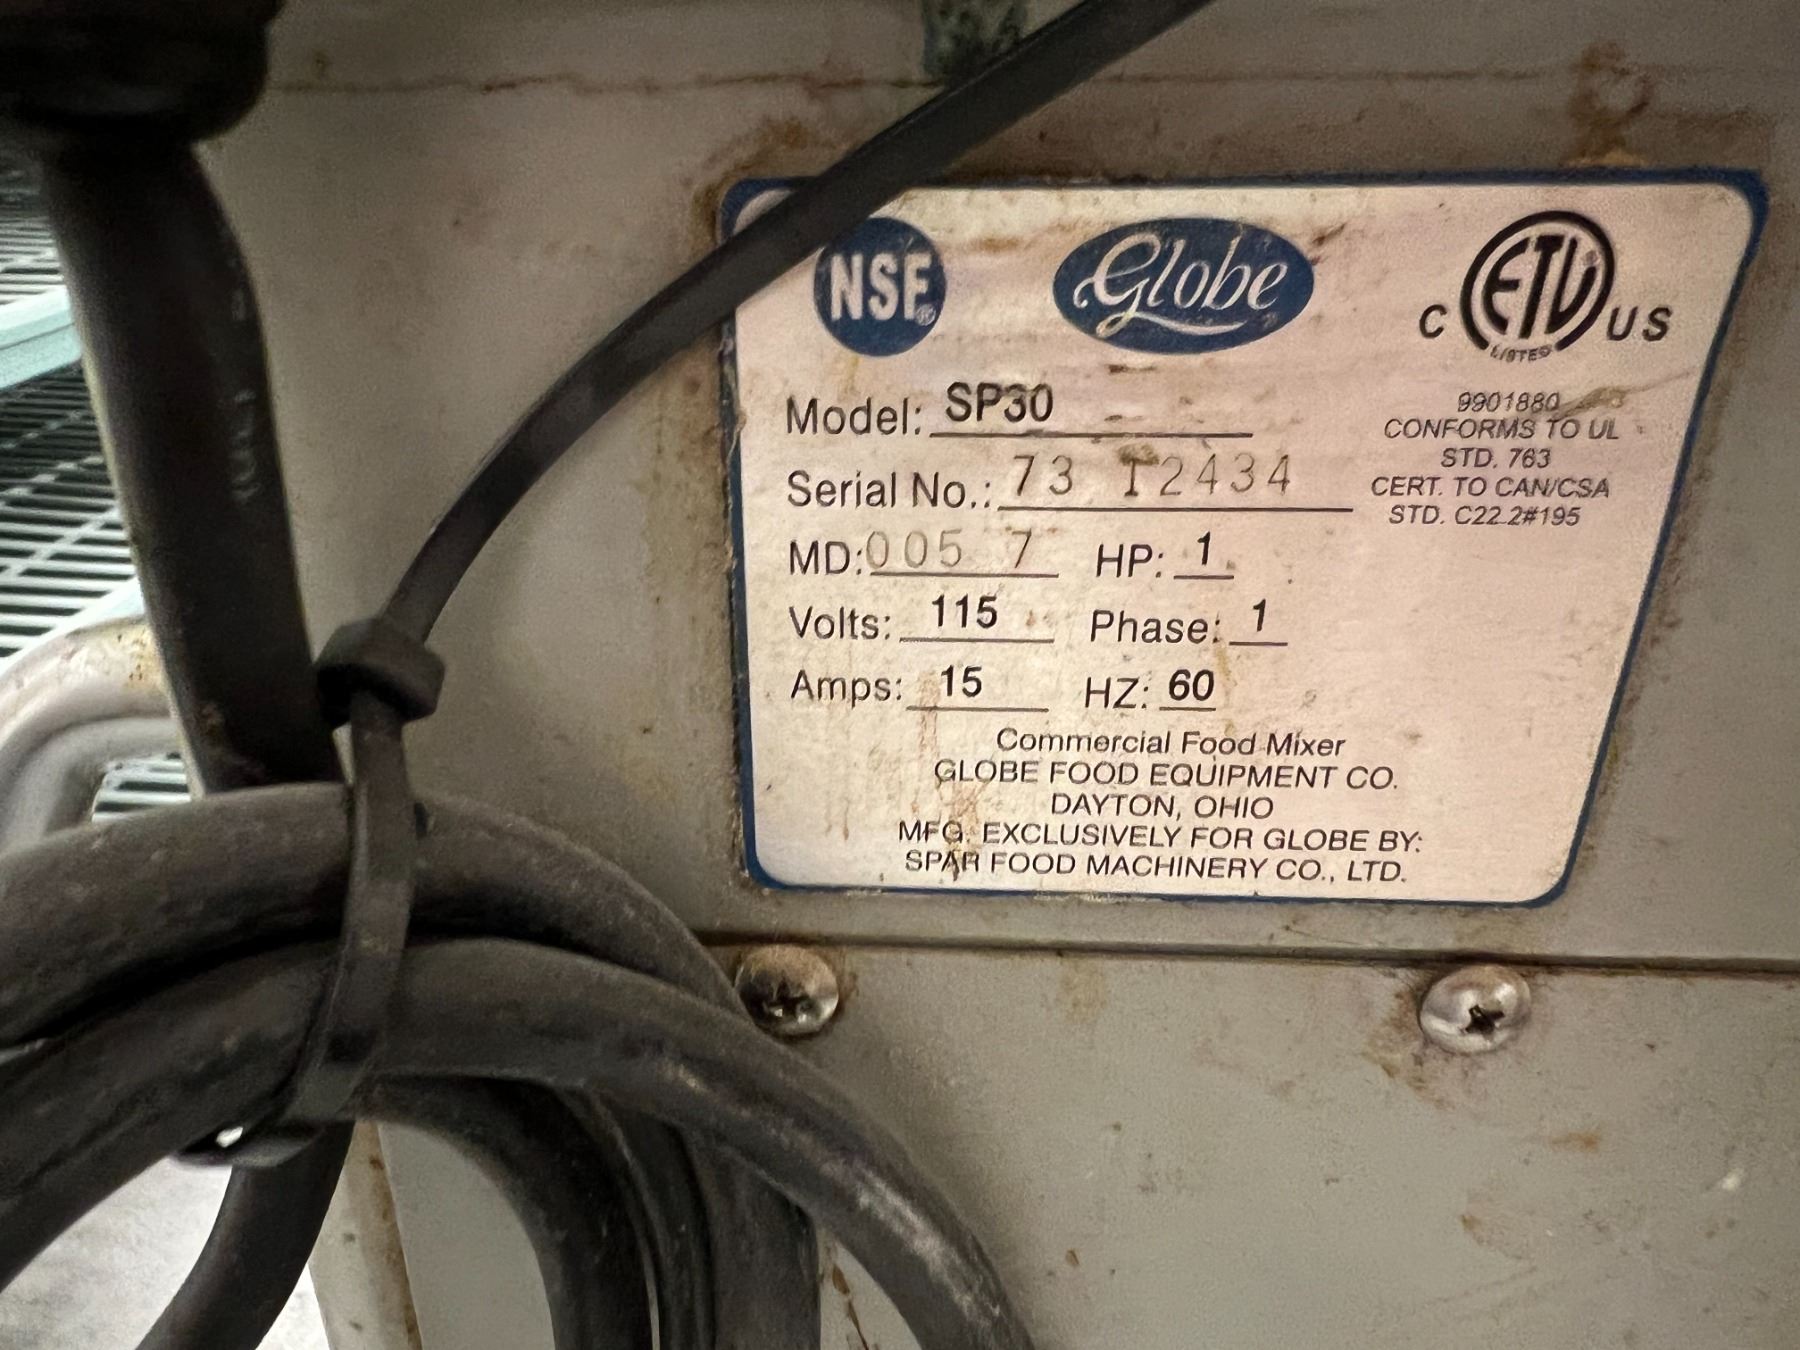 NSF®
Globe
C ETL® US
LISTED
Model: SP30
Serial No.: 73 I2434
MD: 005 7 HP: 1
Volts: 115 Phase: 1
Amps: 15 HZ: 60
9901880
CONFORMS TO UL
STD. 763
CERT. TO CAN/CSA
STD. C22.2#195
Commercial Food Mixer
GLOBE FOOD EQUIPMENT CO.
DAYTON, OHIO
MFG. EXCLUSIVELY FOR GLOBE BY:
SPAR FOOD MACHINERY CO., LTD.